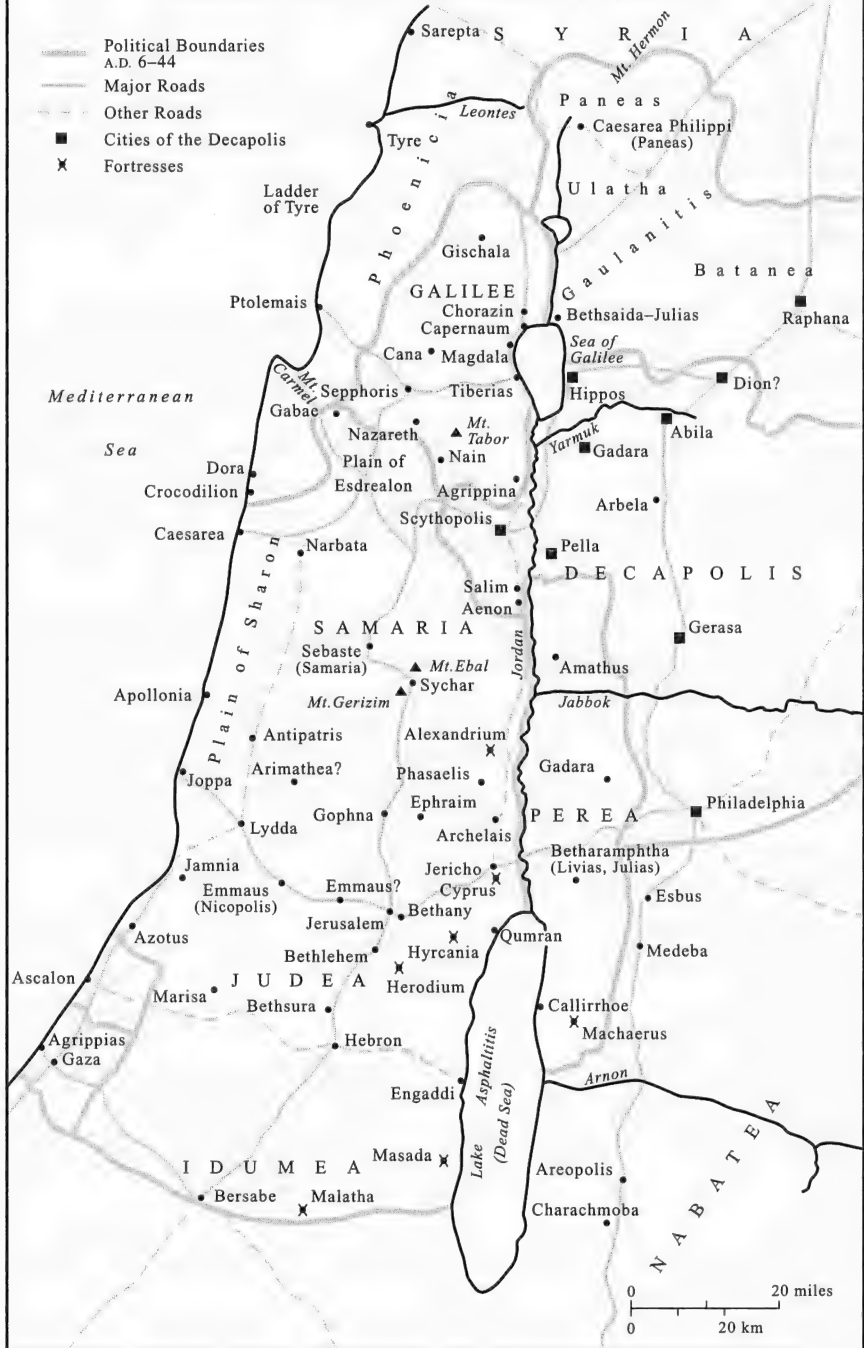 Political Boundaries
A.D. 6–44
Major Roads
Other Roads
Cities of the Decapolis
Fortresses
Sarepta
S Y R I A
Mt. Hermon
Paneas
Leontes
Tyre
Caesarea Philippi
(Paneas)
Phoenicia
Ladder
of Tyre
Ulatha
Gischala
Gaulanitis
Batanea
GALILEE
Ptolemais
Chorazin
Bethsaida–Julias
Raphana
Capernaum
Cana
Magdala
Sea of
Galilee
Mt.
Carmel
Sepphoris
Tiberias
Hippos
Dion?
Mediterranean
Sea
Gabae
Nazareth
Mt.
Tabor
Yarmuk
Abila
Gadara
Plain of
Esdrealon
Nain
Dora
Crocodilion
Agrippina
Arbela
Scythopolis
Caesarea
Narbata
Pella
DECAPOLIS
Plain of Sharon
Salim
Aenon
SAMARIA
Gerasa
Sebaste
(Samaria)
Mt.Ebal
Jordan
Amathus
Sychar
Apollonia
Mt.Gerizim
Jabbok
Alexandrium
Antipatris
Joppa
Arimathea?
Phasaelis
Gadara
Philadelphia
Lydda
Gophna
Ephraim
Archelais
PEREA
Jamnia
Jericho
Cyprus
Betharamphtha
(Livias, Julias)
Emmaus
(Nicopolis)
Emmaus?
Esbus
Jerusalem
Bethany
Azotus
Qumran
Bethlehem
Hyrcania
Medeba
Ascalon
JUDEA
Marisa
Herodium
Bethsura
Callirrhoe
Machaerus
Agrippias
Gaza
Hebron
Engaddi
Lake Asphaltitis
(Dead Sea)
Arnon
IDUMEA
Masada
NABATEA
Areopolis
Bersabe
Malatha
Charachmoba
0 20 miles
0 20 km